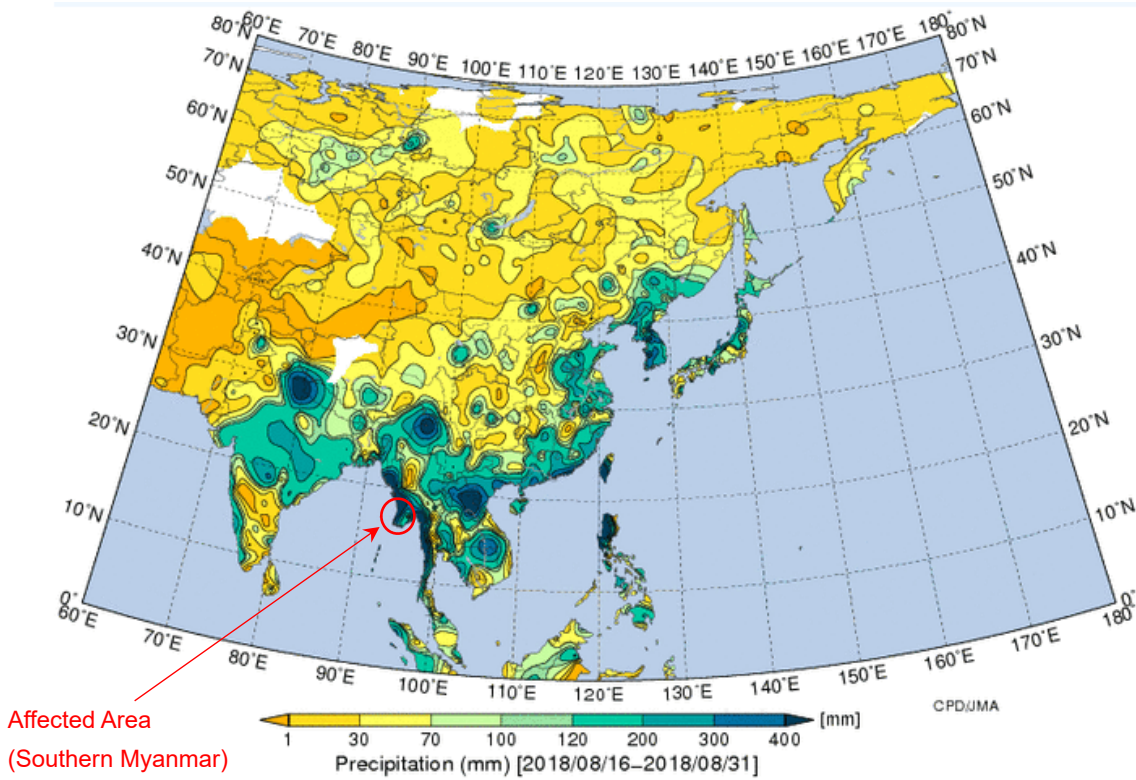 60°E 70°E 80°E 90°E 100°E 110°E 120°E 130°E 140°E 150°E 160°E 170°E 180°
80°N 80°N
70°N 70°N
60°N 60°N
50°N 50°N
40°N 40°N
30°N 30°N
20°N 20°N
10°N 10°N
0° 0°
60°E 70°E 80°E 90°E 100°E 110°E 120°E 130°E 140°E 150°E 160°E 170°E 180°
CPD/JMA
Affected Area
(Southern Myanmar)
[mm]
1 30 70 100 120 200 300 400
Precipitation (mm) [2018/08/16–2018/08/31]